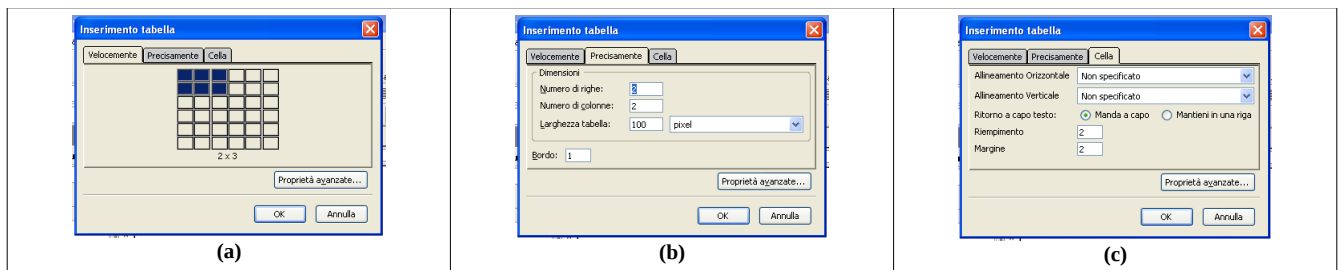 Inserimento tabella
Velocemente Precisamente Cella
2 x 3
Proprietà avanzate...
OK Annulla
(a)
Inserimento tabella
Velocemente Precisamente Cella
Dimensioni
Numero di righe: 2
Numero di colonne: 2
Larghezza tabella: 100 pixel
Bordo: 1
Proprietà avanzate...
OK Annulla
(b)
Inserimento tabella
Velocemente Precisamente Cella
Allineamento Orizzontale Non specificato
Allineamento Verticale Non specificato
Ritorno a capo testo: Manda a capo Mantieni in una riga
Riempimento 2
Margine 2
Proprietà avanzate...
OK Annulla
(c)